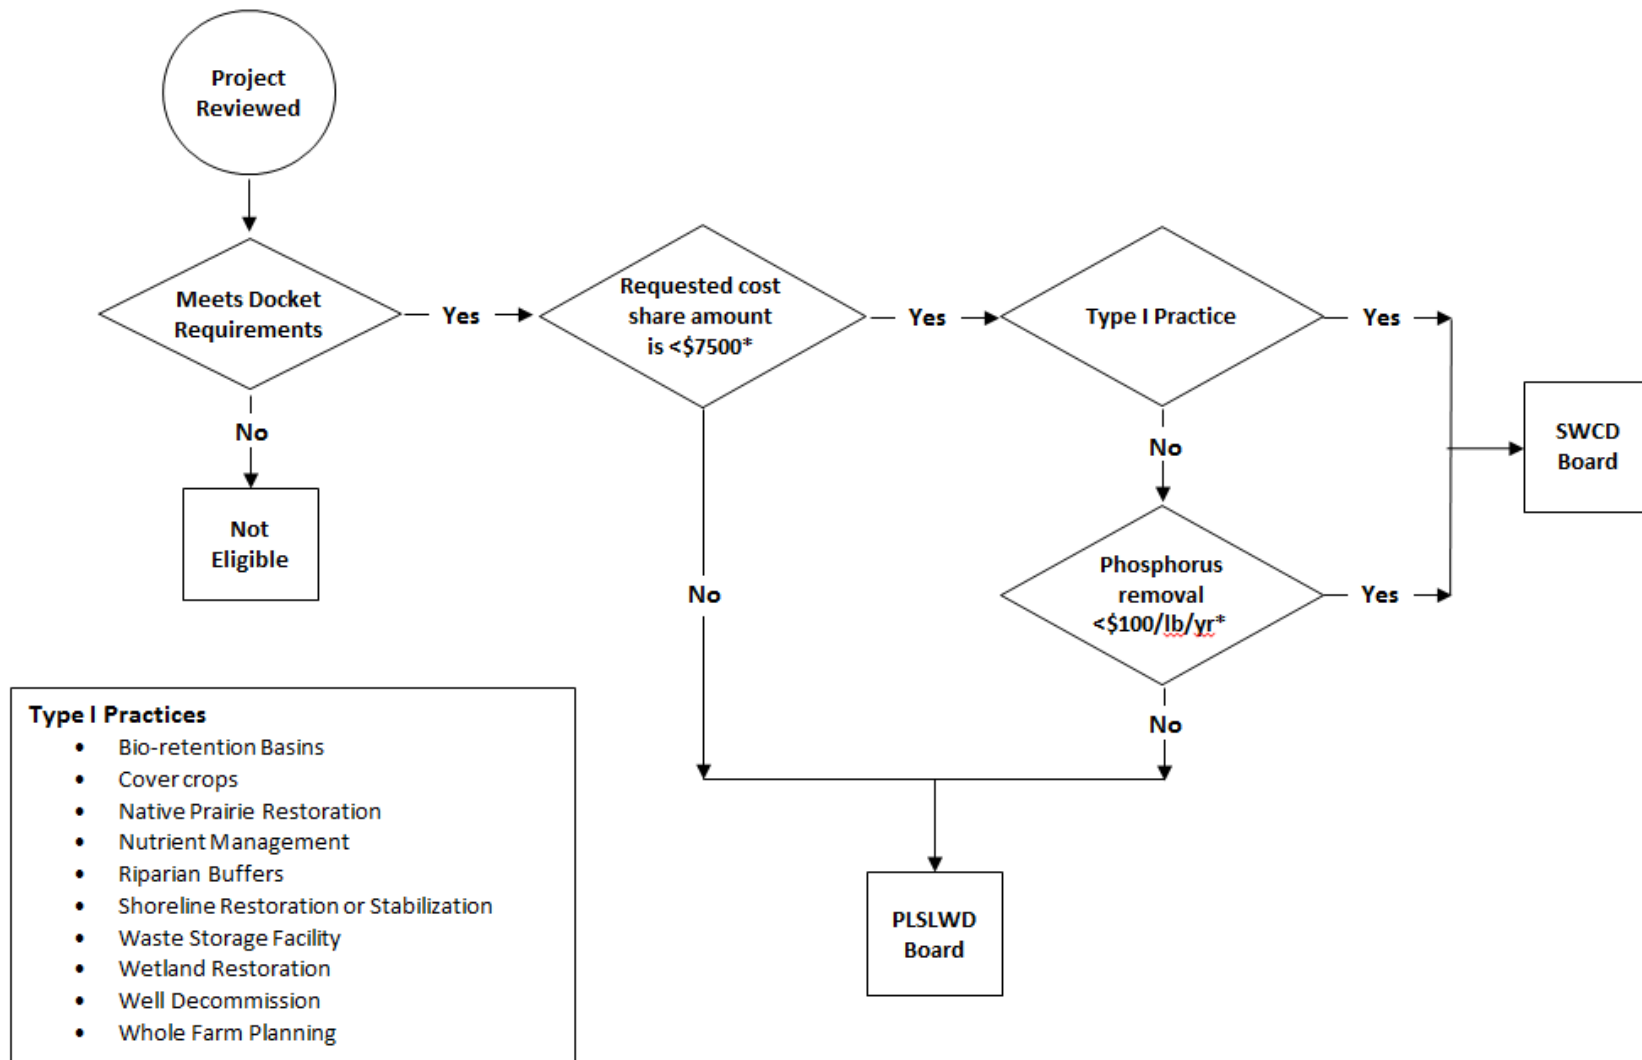 Project
Reviewed
Meets Docket
Requirements
Yes
Requested cost
share amount
is <$7500*
Yes
Type I Practice
Yes
No
Not
Eligible
No
No
Phosphorus
removal
<$100/lb/yr*
Yes
SWCD
Board
No
PLSLWD
Board
Type I Practices
• Bio-retention Basins
• Cover crops
• Native Prairie Restoration
• Nutrient Management
• Riparian Buffers
• Shoreline Restoration or Stabilization
• Waste Storage Facility
• Wetland Restoration
• Well Decommission
• Whole Farm Planning